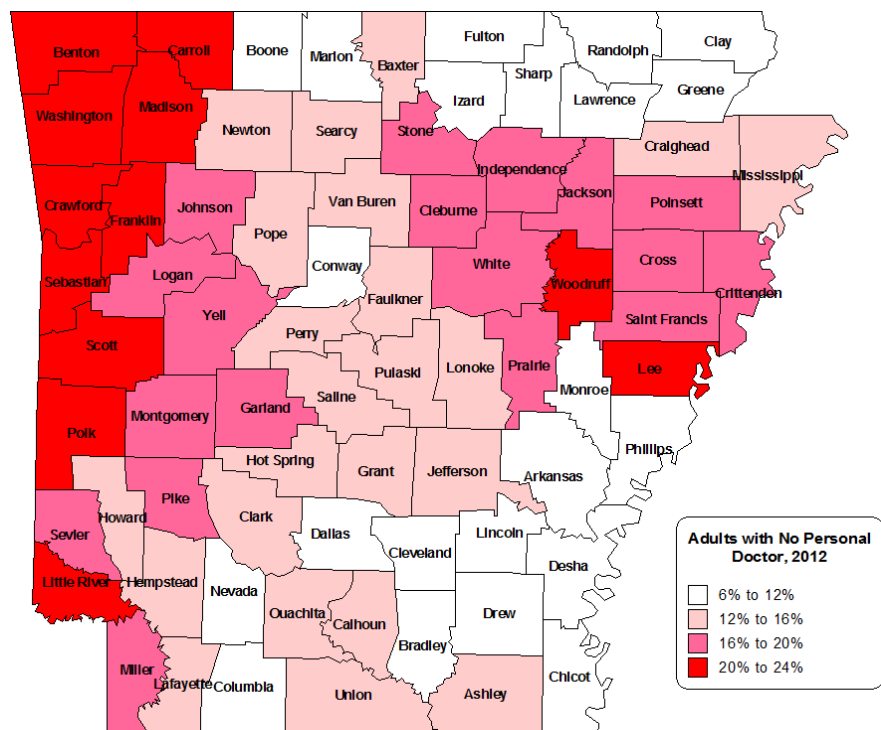 Benton
Carroll
Boone
Marion
Baxter
Fulton
Randolph
Clay
Sharp
Izard
Lawrence
Greene
Washington
Madison
Newton
Searcy
Stone
Independence
Jackson
Craighead
Mississippi
Crawford
Franklin
Johnson
Pope
Van Buren
Cleburne
Poinsett
Sebastian
Logan
Conway
White
Woodruff
Cross
Crittenden
Faulkner
Yell
Saint Francis
Scott
Perry
Pulaski
Lonoke
Prairie
Lee
Saline
Monroe
Polk
Montgomery
Garland
Phillips
Hot Spring
Grant
Jefferson
Arkansas
Sevier
Howard
Pike
Clark
Dallas
Cleveland
Lincoln
Desha
Little River
Hempstead
Nevada
Ouachita
Calhoun
Bradley
Drew
Miller
Lafayette
Columbia
Union
Ashley
Chicot
Adults with No Personal
Doctor, 2012
6% to 12%
12% to 16%
16% to 20%
20% to 24%